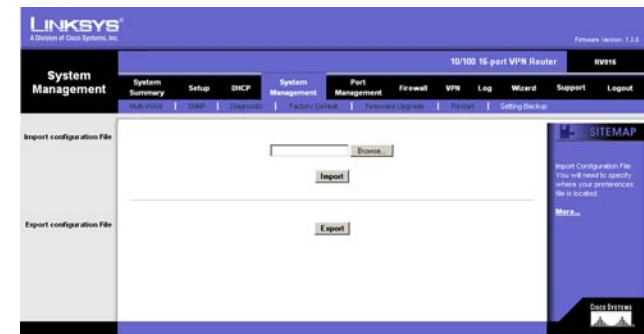 LINKSYS®
A Division of Cisco Systems, Inc.
Firmware Version: 1.2.0
10/100 16-port VPN Router
RV016
System Management
System Summary
Setup
DHCP
System Management
Port Management
Firewall
VPN
Log
Wizard
Support
Logout
Multi-WAN | SNMP | Diagnostic | Factory Default | Firmware Upgrade | Restart | Setting Backup
Import configuration File
Browse...
Import
Export configuration File
Export
SITEMAP
Import Configuration File:
You will need to specify
where your preferences
file is located.
More...
Cisco Systems